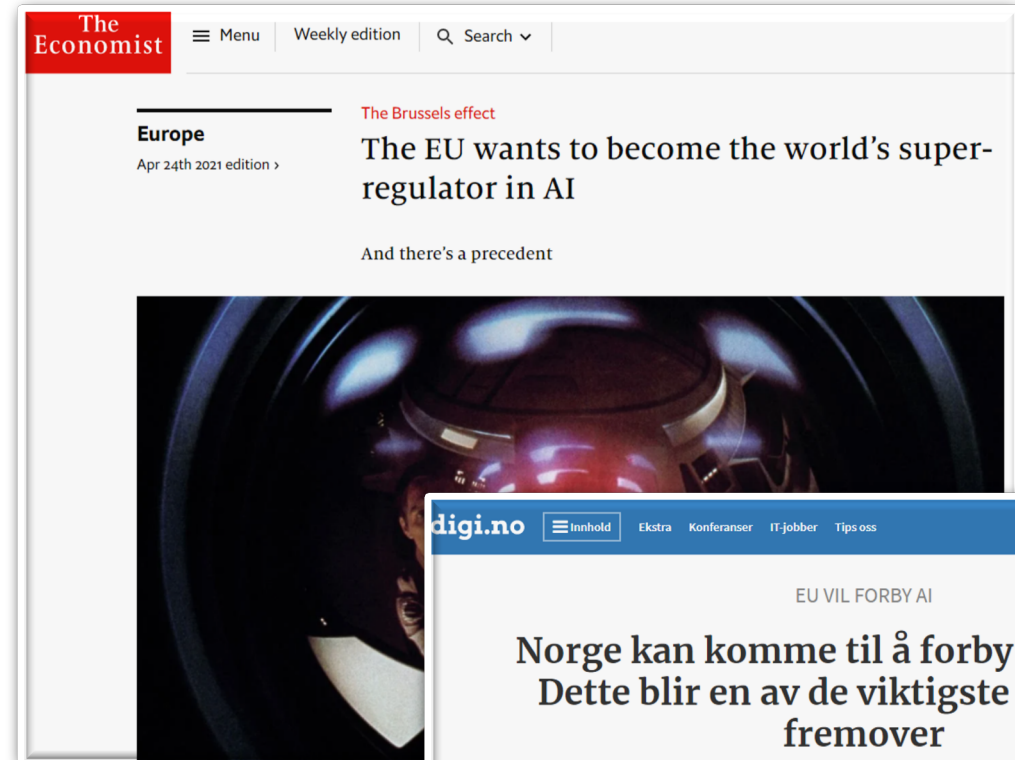 The
Economist
Menu
Weekly edition
Search
Europe
Apr 24th 2021 edition ›
The Brussels effect
The EU wants to become the world's super-
regulator in AI
And there's a precedent
digi.no
Innhold
Ekstra
Konferanser
IT-jobber
Tips oss
EU VIL FORBY AI
Norge kan komme til å forby
Dette blir en av de viktigste
fremover